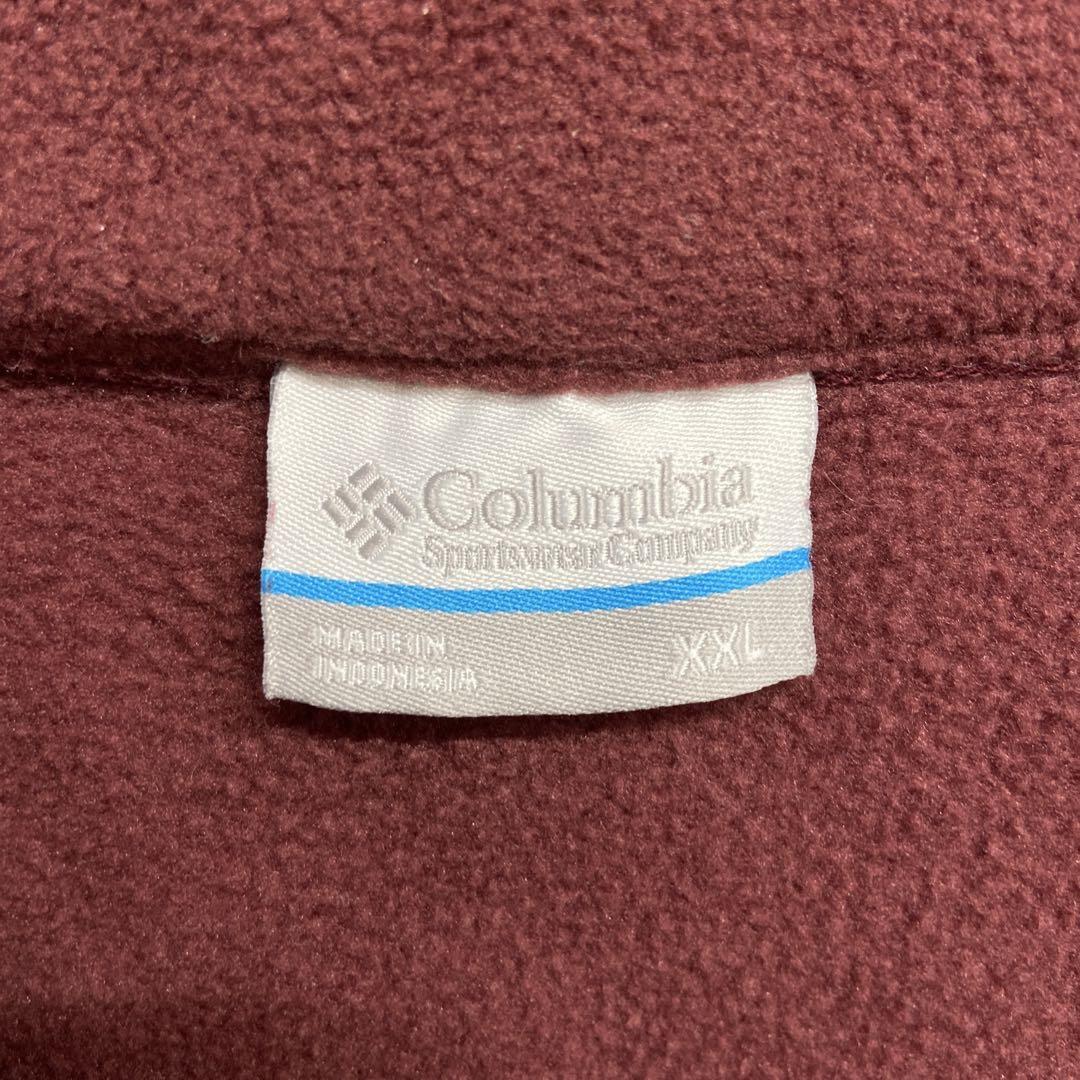 Columbia
Sportswear Company
MADE IN
INDONESIA
XXL